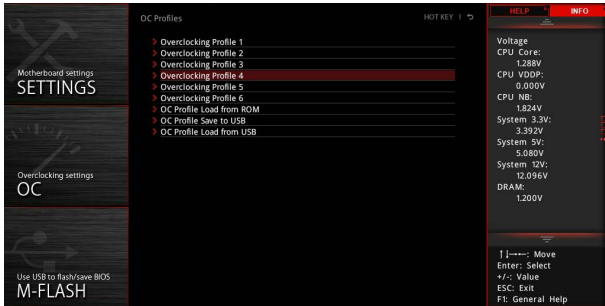 OC Profiles
HOT KEY | ↩
HELP
INFO
> Overclocking Profile 1
> Overclocking Profile 2
> Overclocking Profile 3
> Overclocking Profile 4
> Overclocking Profile 5
> Overclocking Profile 6
> OC Profile Load from ROM
> OC Profile Save to USB
> OC Profile Load from USB
Motherboard settings
SETTINGS
Overclocking settings
OC
Use USB to flash/save BIOS
M-FLASH
Voltage
CPU Core:
1.288V
CPU VDDP:
0.000V
CPU NB:
1.824V
System 3.3V:
3.392V
System 5V:
5.080V
System 12V:
12.096V
DRAM:
1.200V
↑↓→←: Move
Enter: Select
+/-: Value
ESC: Exit
F1: General Help